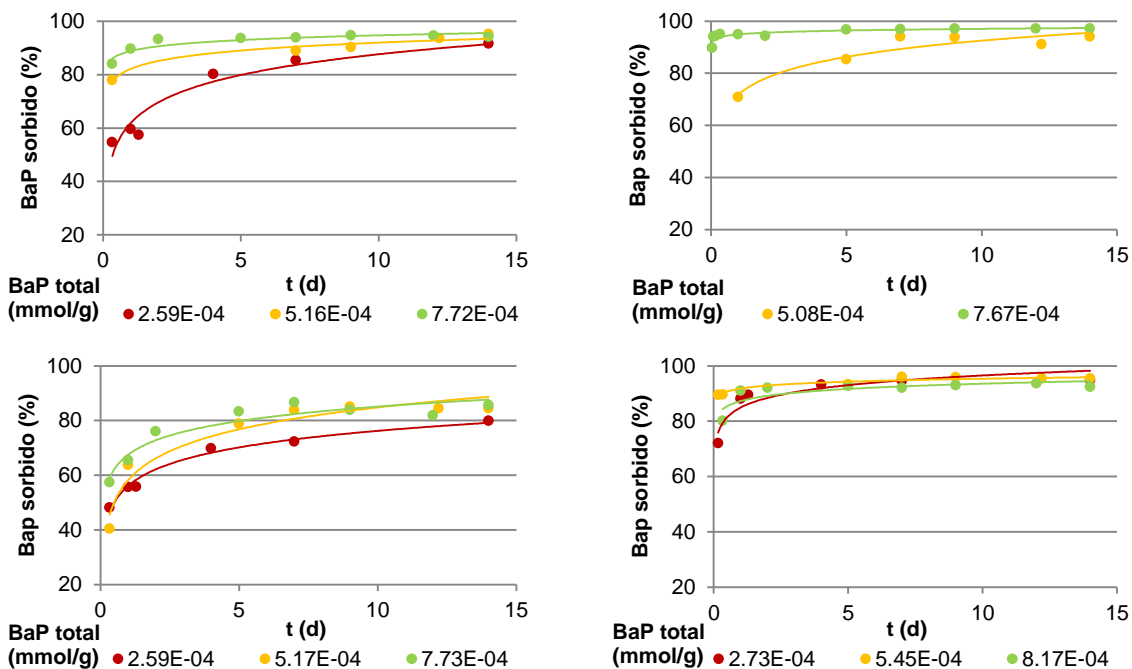 100
80
60
40
20
BaP sorbido (%)
0 5 10 15
t (d)
BaP total
(mmol/g)
2.59E-04 5.16E-04 7.72E-04
100
80
60
40
20
Bap sorbido (%)
0 5 10 15
t (d)
BaP total
(mmol/g)
5.08E-04 7.67E-04
100
80
60
40
20
Bap sorbido (%)
0 5 10 15
t (d)
BaP total
(mmol/g)
2.59E-04 5.17E-04 7.73E-04
100
80
60
40
20
Bap sorbido (%)
0 5 10 15
t (d)
BaP total
(mmol/g)
2.73E-04 5.45E-04 8.17E-04